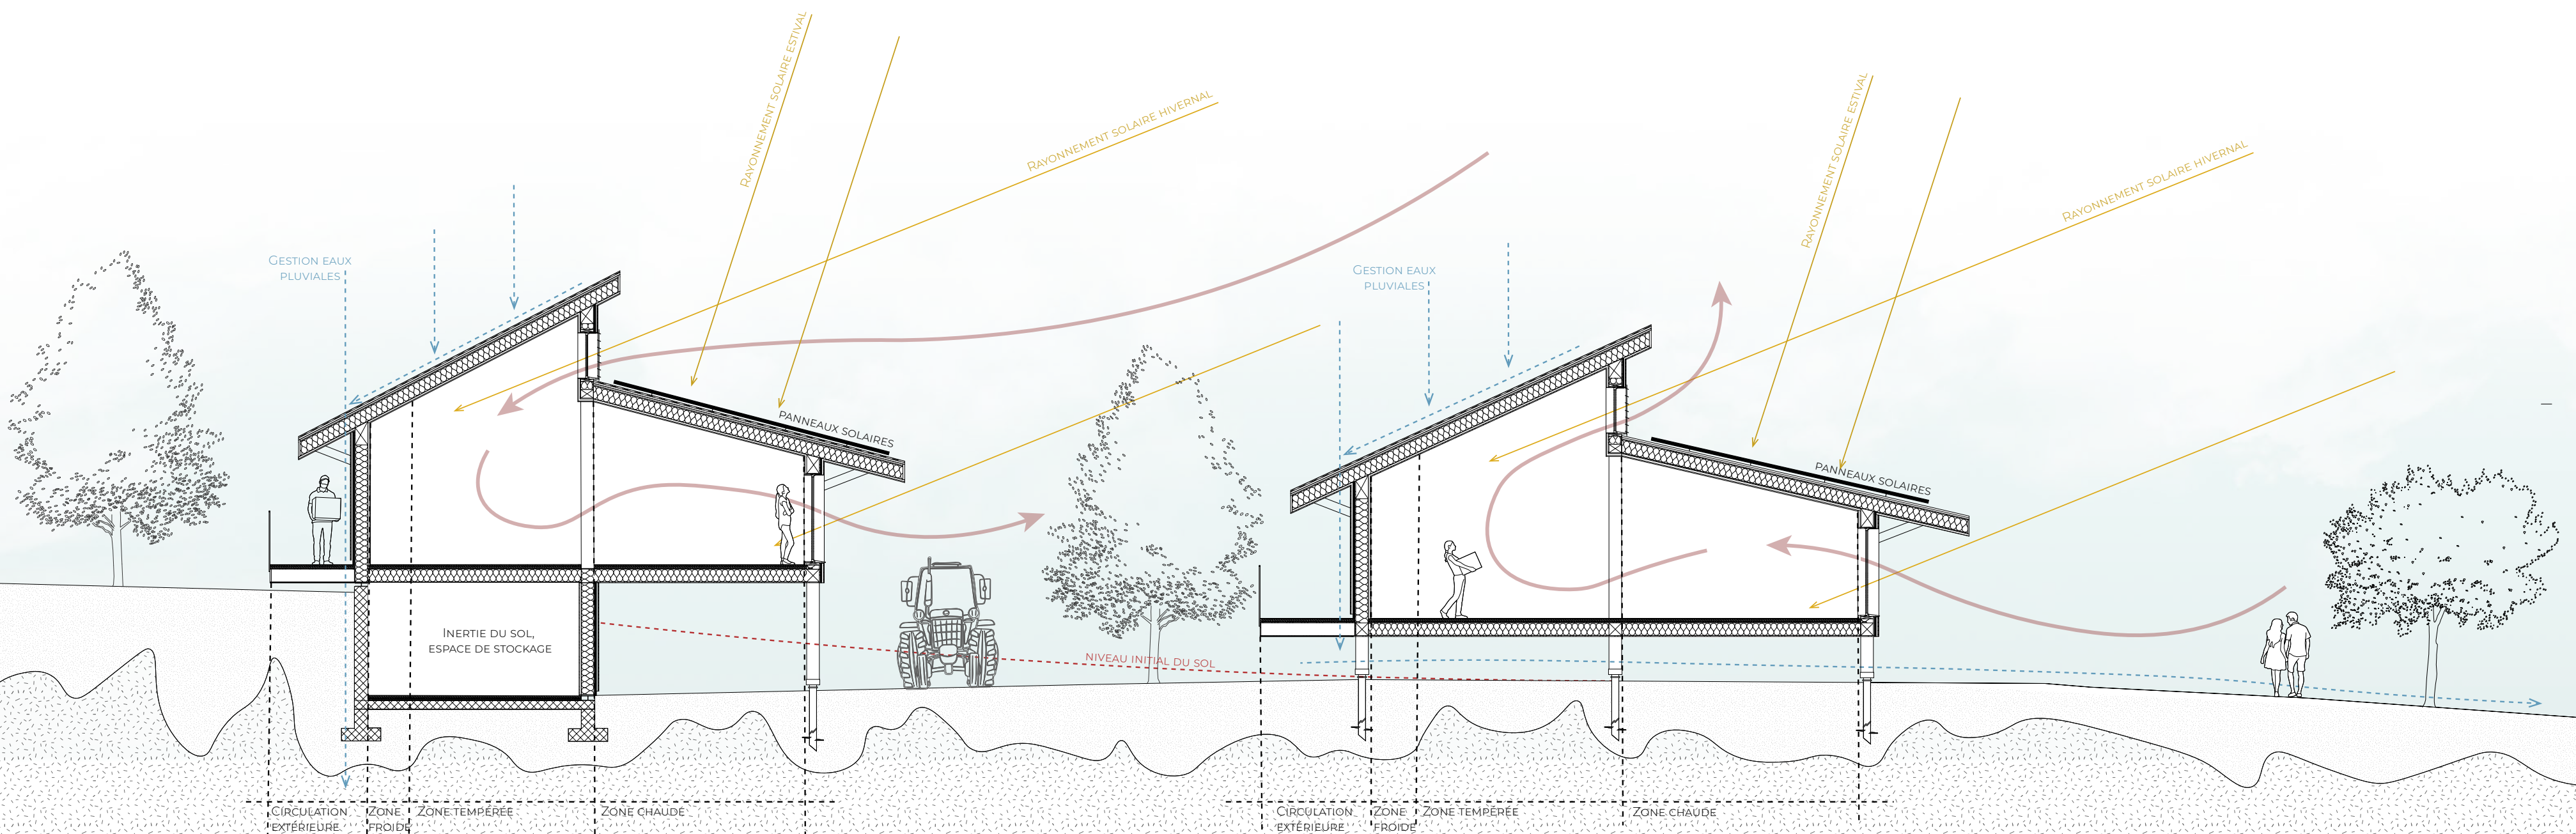 Rayonnement solaire estival
Rayonnement solaire hivernal
Gestion eaux
pluviales
panneaux solaires
Inertie du sol,
espace de stockage
niveau initial du sol
Circulation
extérieure
Zone
froide
Zone tempérée
Zone chaude
Rayonnement solaire estival
Rayonnement solaire hivernal
Gestion eaux
pluviales
panneaux solaires
Circulation
extérieure
Zone
froide
Zone tempérée
Zone chaude